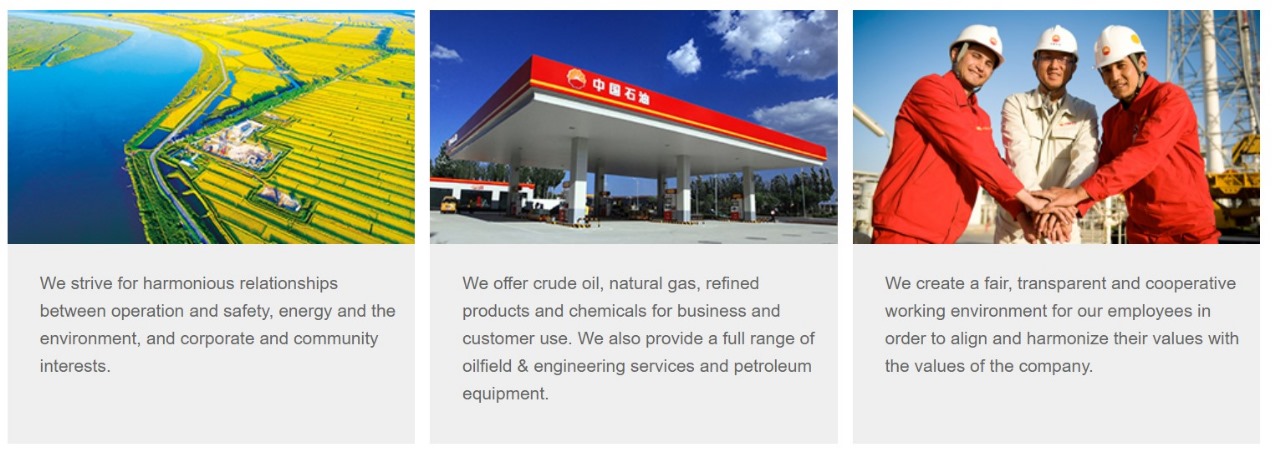 中国石油
We strive for harmonious relationships
between operation and safety, energy and the
environment, and corporate and community
interests.
We offer crude oil, natural gas, refined
products and chemicals for business and
customer use. We also provide a full range of
oilfield & engineering services and petroleum
equipment.
We create a fair, transparent and cooperative
working environment for our employees in
order to align and harmonize their values with
the values of the company.